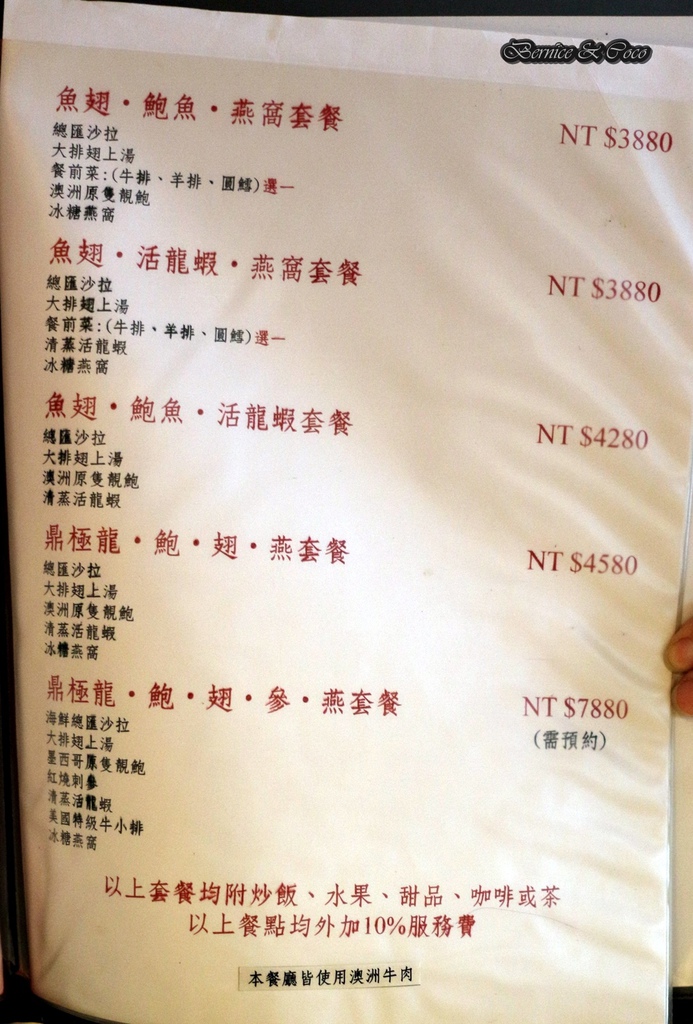 Bernice & Coco
魚翅・鮑魚・燕窩套餐 NT $3880
總匯沙拉
大排翅上湯
餐前菜:(牛排、羊排、圓鱈)選一
澳洲原隻靚鮑
冰糖燕窩
魚翅・活龍蝦・燕窩套餐 NT $3880
總匯沙拉
大排翅上湯
餐前菜:(牛排、羊排、圓鱈)選一
清蒸活龍蝦
冰糖燕窩
魚翅・鮑魚・活龍蝦套餐 NT $4280
總匯沙拉
大排翅上湯
澳洲原隻靚鮑
清蒸活龍蝦
鼎極龍・鮑・翅・燕套餐 NT $4580
總匯沙拉
大排翅上湯
澳洲原隻靚鮑
清蒸活龍蝦
冰糖燕窩
鼎極龍・鮑・翅・參・燕套餐 NT $7880
(需預約)
海鮮總匯沙拉
大排翅上湯
墨西哥原隻靚鮑
紅燒刺參
清蒸活龍蝦
美國特級牛小排
冰糖燕窩
以上套餐均附炒飯、水果、甜品、咖啡或茶
以上餐點均外加10%服務費
本餐廳皆使用澳洲牛肉